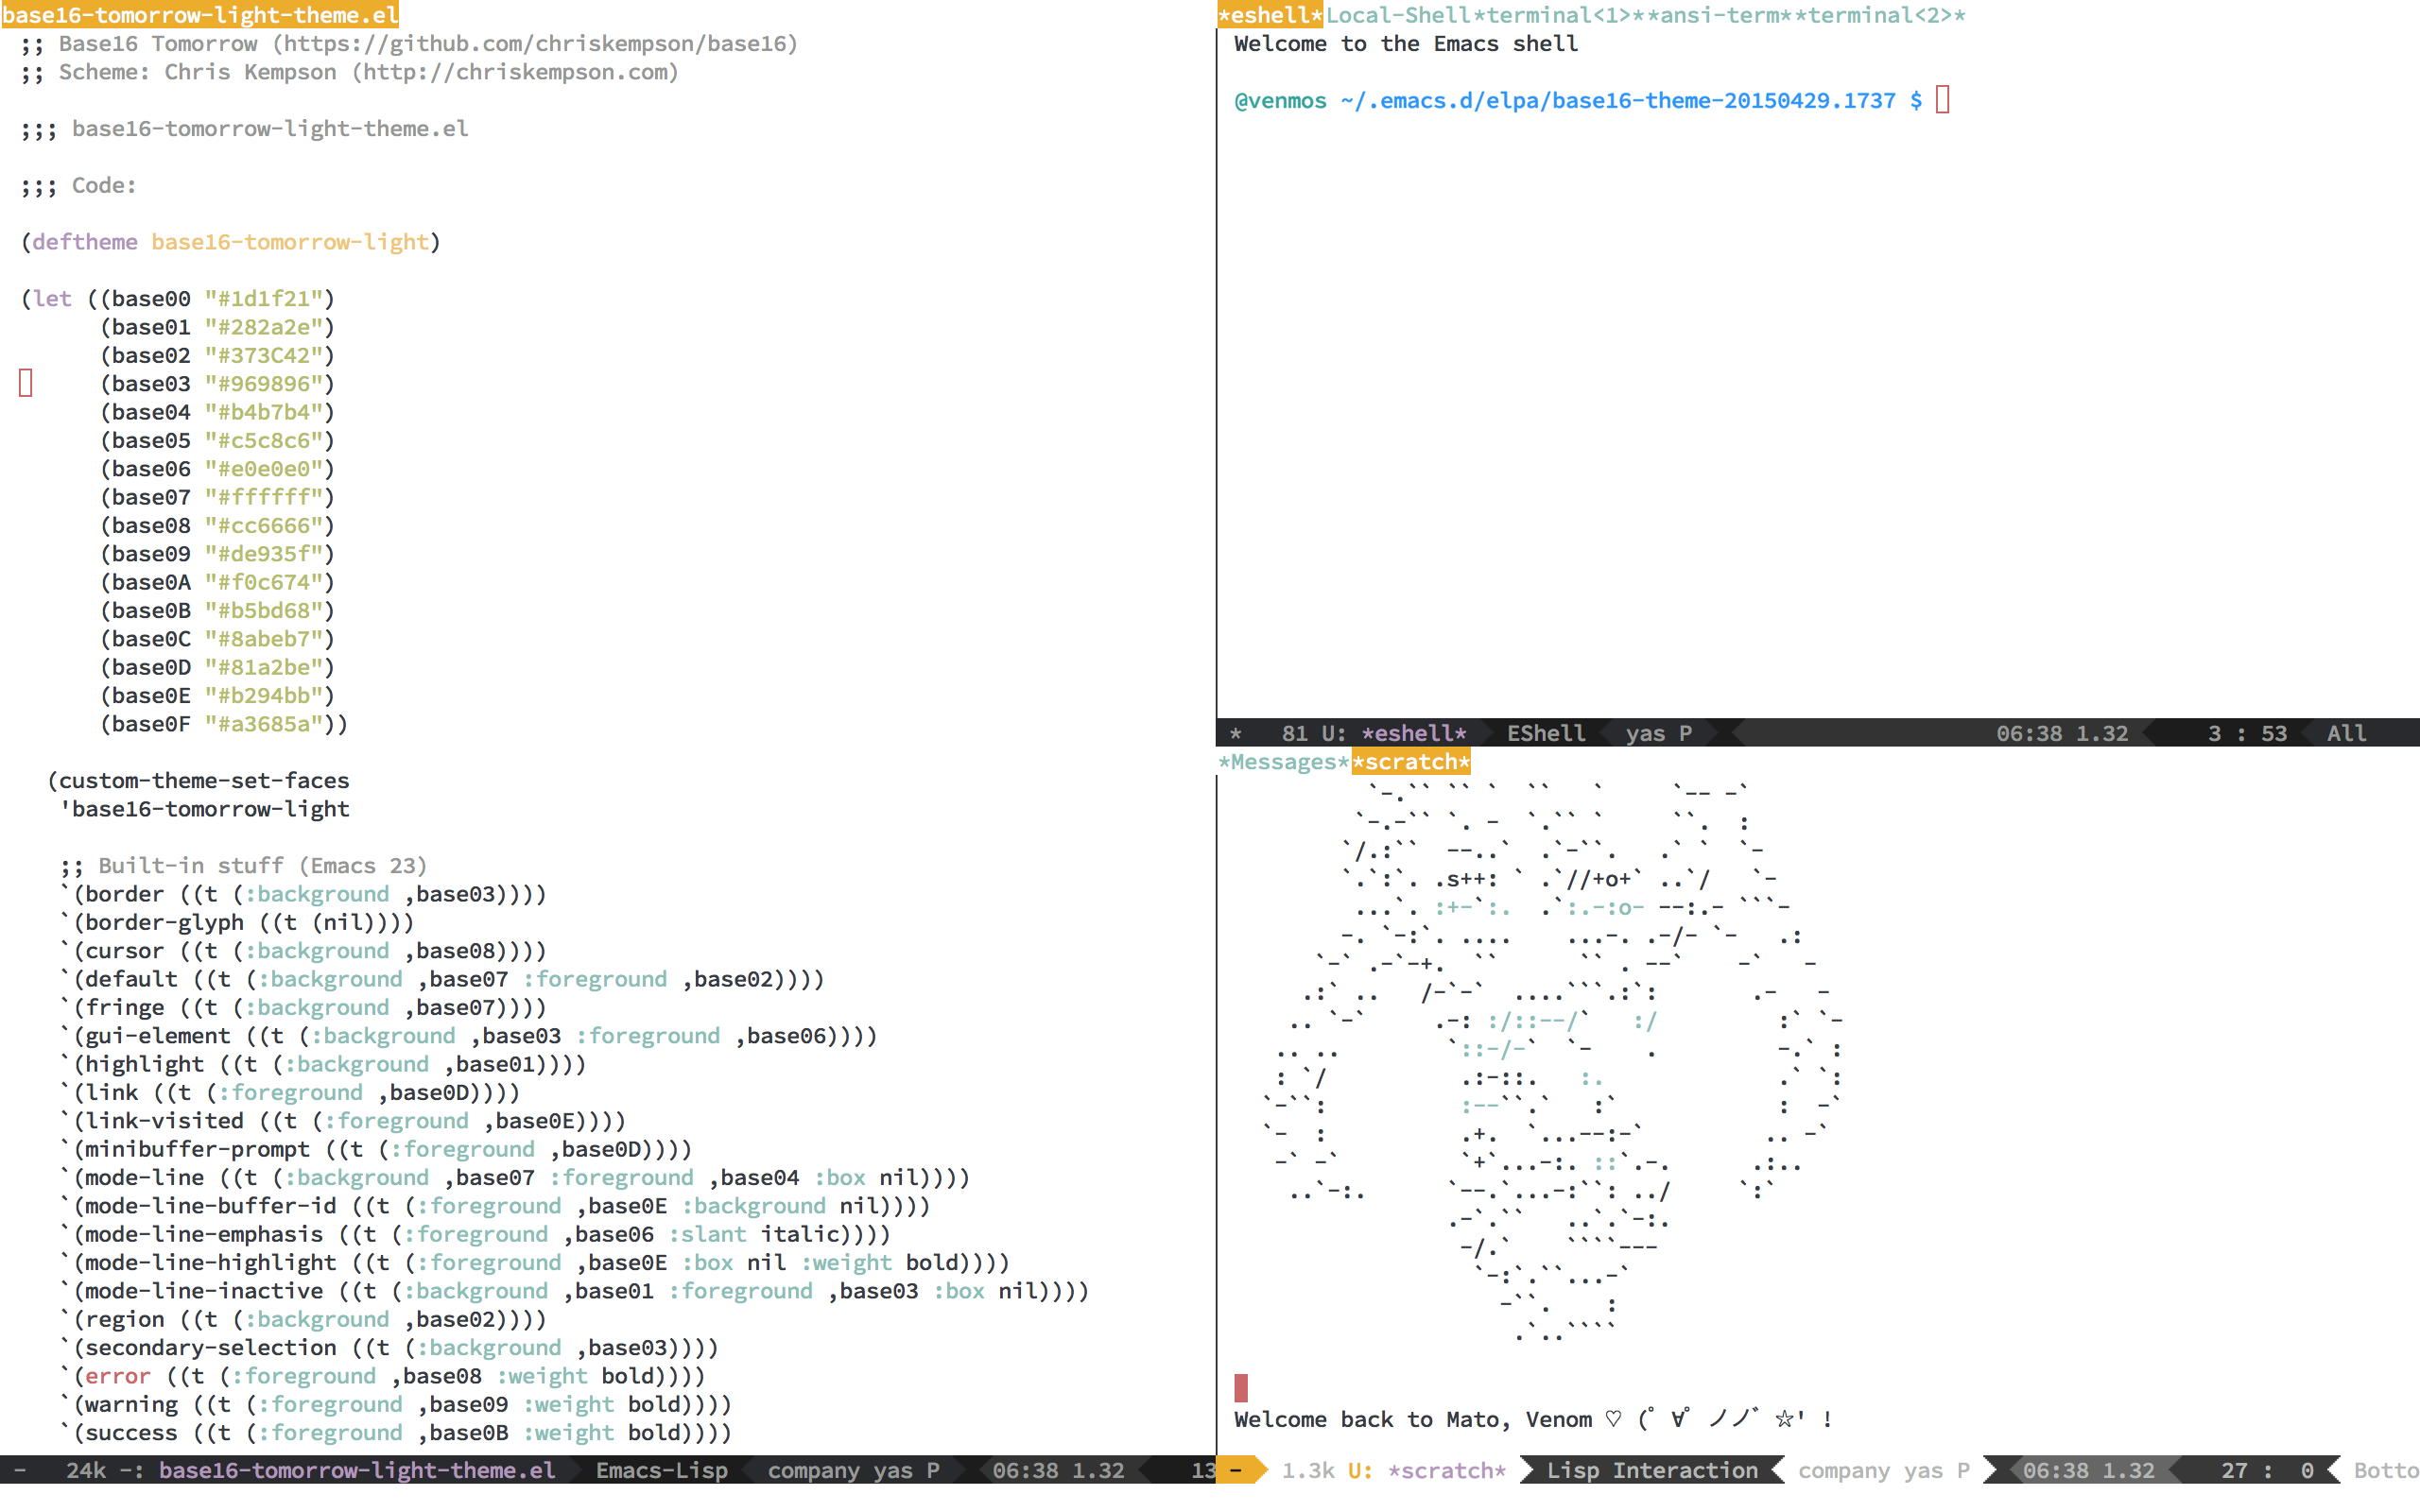 base16-tomorrow-light-theme.el
;; Base16 Tomorrow (https://github.com/chriskempson/base16)
;; Scheme: Chris Kempson (http://chriskempson.com)
;;; base16-tomorrow-light-theme.el
;;; Code:
(deftheme base16-tomorrow-light)
(let ((base00 "#1d1f21")
(base01 "#282a2e")
(base02 "#373C42")
(base03 "#969896")
(base04 "#b4b7b4")
(base05 "#c5c8c6")
(base06 "#e0e0e0")
(base07 "#ffffff")
(base08 "#cc6666")
(base09 "#de935f")
(base0A "#f0c674")
(base0B "#b5bd68")
(base0C "#8abeb7")
(base0D "#81a2be")
(base0E "#b294bb")
(base0F "#a3685a"))
(custom-theme-set-faces
'base16-tomorrow-light
;; Built-in stuff (Emacs 23)
`(border ((t (:background ,base03))))
`(border-glyph ((t (nil))))
`(cursor ((t (:background ,base08))))
`(default ((t (:background ,base07 :foreground ,base02))))
`(fringe ((t (:background ,base07))))
`(gui-element ((t (:background ,base03 :foreground ,base06))))
`(highlight ((t (:background ,base01))))
`(link ((t (:foreground ,base0D))))
`(link-visited ((t (:foreground ,base0E))))
`(minibuffer-prompt ((t (:foreground ,base0D))))
`(mode-line ((t (:background ,base07 :foreground ,base04 :box nil))))
`(mode-line-buffer-id ((t (:foreground ,base0E :background nil))))
`(mode-line-emphasis ((t (:foreground ,base06 :slant italic))))
`(mode-line-highlight ((t (:foreground ,base0E :box nil :weight bold))))
`(mode-line-inactive ((t (:background ,base01 :foreground ,base03 :box nil))))
`(region ((t (:background ,base02))))
`(secondary-selection ((t (:background ,base03))))
`(error ((t (:foreground ,base08 :weight bold))))
`(warning ((t (:foreground ,base09 :weight bold))))
`(success ((t (:foreground ,base0B :weight bold))))
- 24k -: base16-tomorrow-light-theme.el Emacs-Lisp company yas P 06:38 1.32 13
*eshell*Local-Shell*terminal<1>**ansi-term**terminal<2>*
Welcome to the Emacs shell
@venmos ~/.emacs.d/elpa/base16-theme-20150429.1737 $
* 81 U: *eshell* EShell yas P 06:38 1.32 3 : 53 All
*Messages**scratch*
Welcome back to Mato, Venom ♡ (ﾟ ∀ﾟ ノノﾞ ☆' !
- 1.3k U: *scratch* Lisp Interaction company yas P 06:38 1.32 27 : 0 Botto